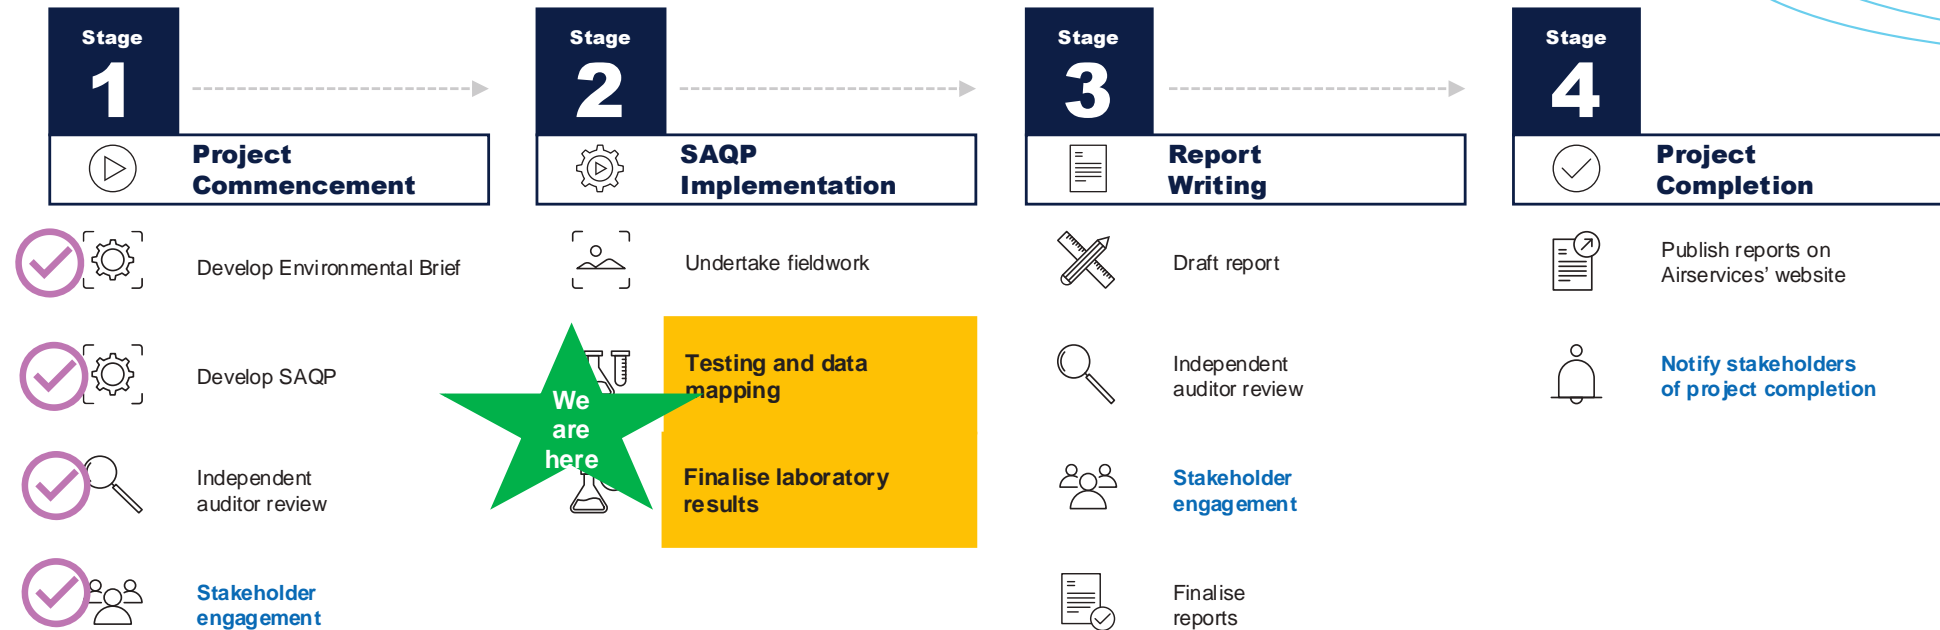 Stage
1
Project
Commencement
Develop Environmental Brief
Develop SAQP
Independent
auditor review
Stakeholder
engagement
Stage
2
SAQP
Implementation
Undertake fieldwork
Testing and data
mapping
Finalise laboratory
results
We
are
here
Stage
3
Report
Writing
Draft report
Independent
auditor review
Stakeholder
engagement
Finalise
reports
Stage
4
Project
Completion
Publish reports on
Airservices’ website
Notify stakeholders
of project completion